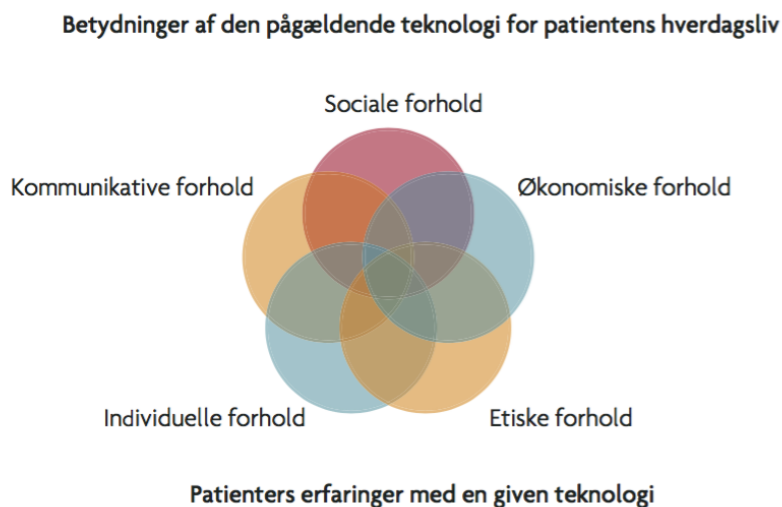 Betydninger af den pågældende teknologi for patientens hverdagsliv
Sociale forhold
Kommunikative forhold
Økonomiske forhold
Individuelle forhold
Etiske forhold
Patienters erfaringer med en given teknologi